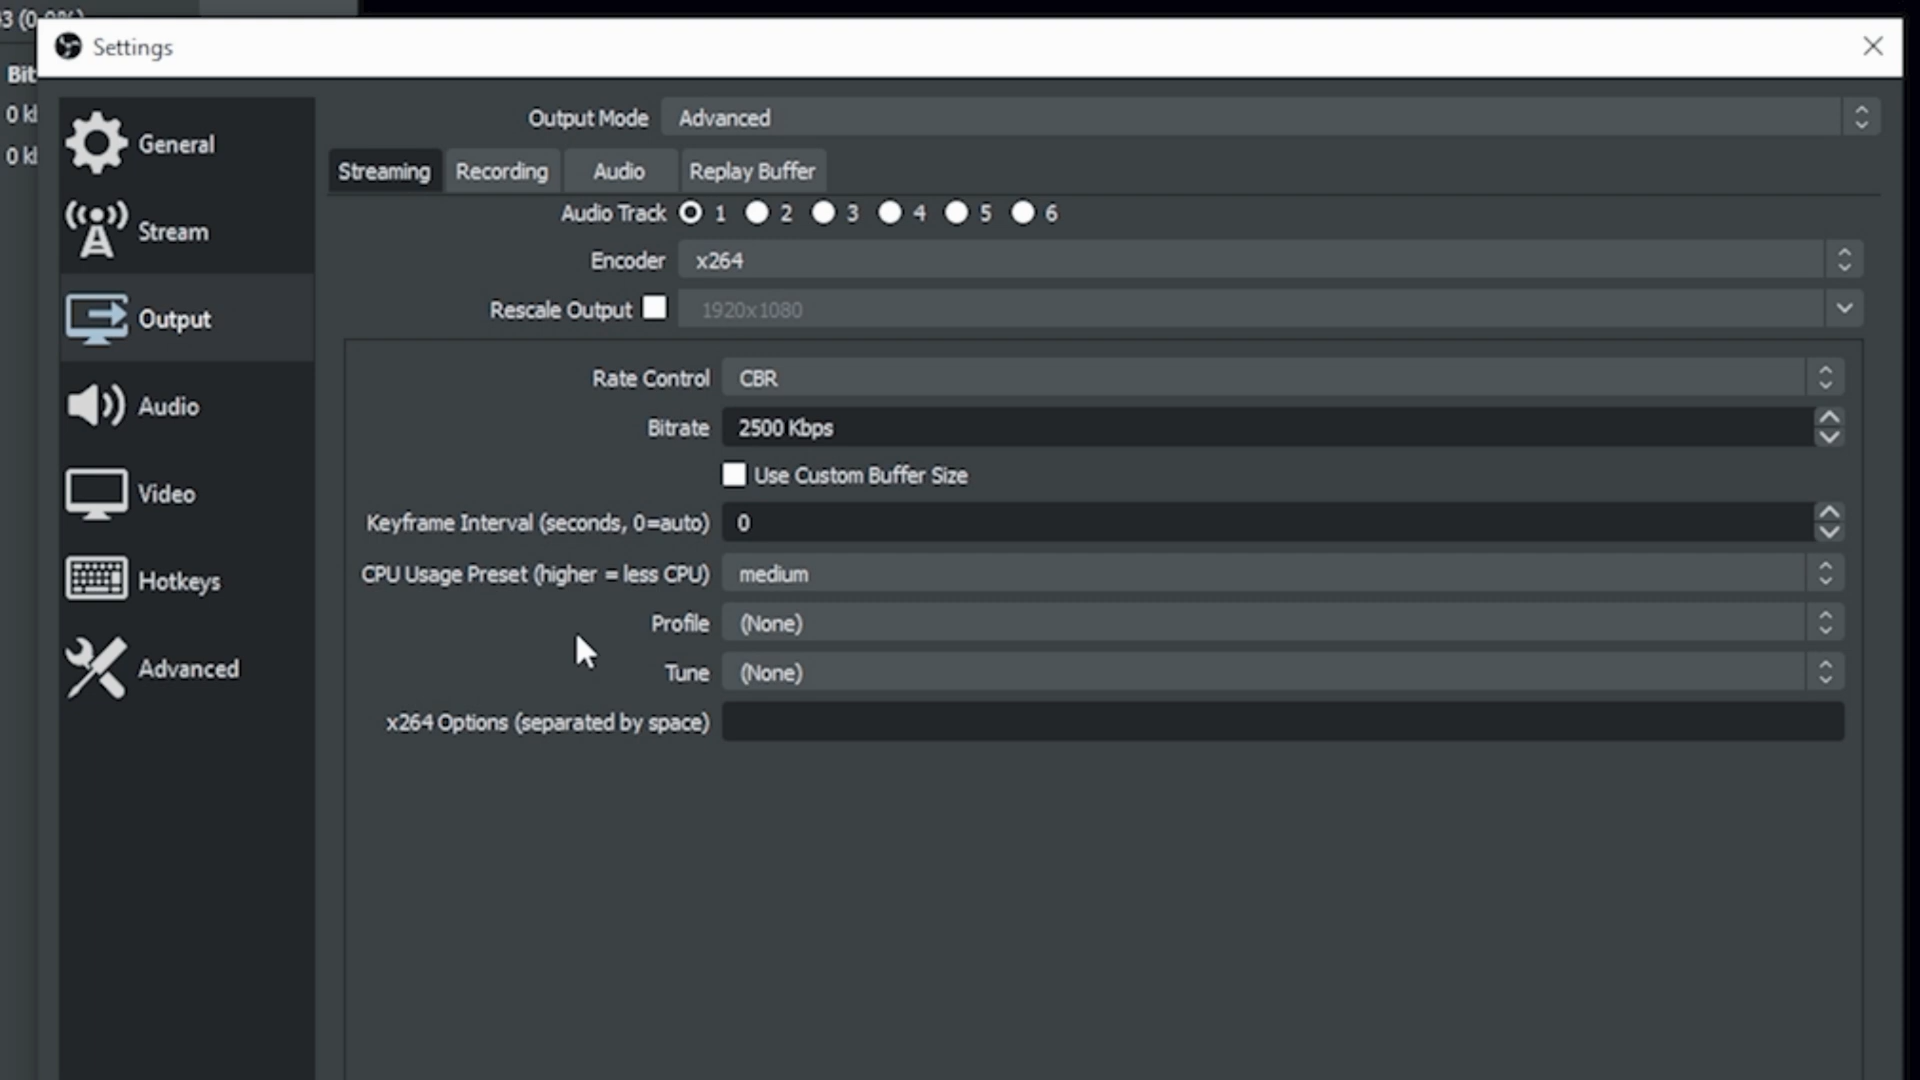 Settings
Bit
General
Stream
Output
Audio
Video
Hotkeys
Advanced
Output Mode Advanced
Streaming Recording Audio Replay Buffer
Audio Track 1 2 3 4 5 6
Encoder x264
Rescale Output 1920x1080
Rate Control CBR
Bitrate 2500 Kbps
Use Custom Buffer Size
Keyframe Interval (seconds, 0=auto) 0
CPU Usage Preset (higher = less CPU) medium
Profile (None)
Tune (None)
x264 Options (separated by space)